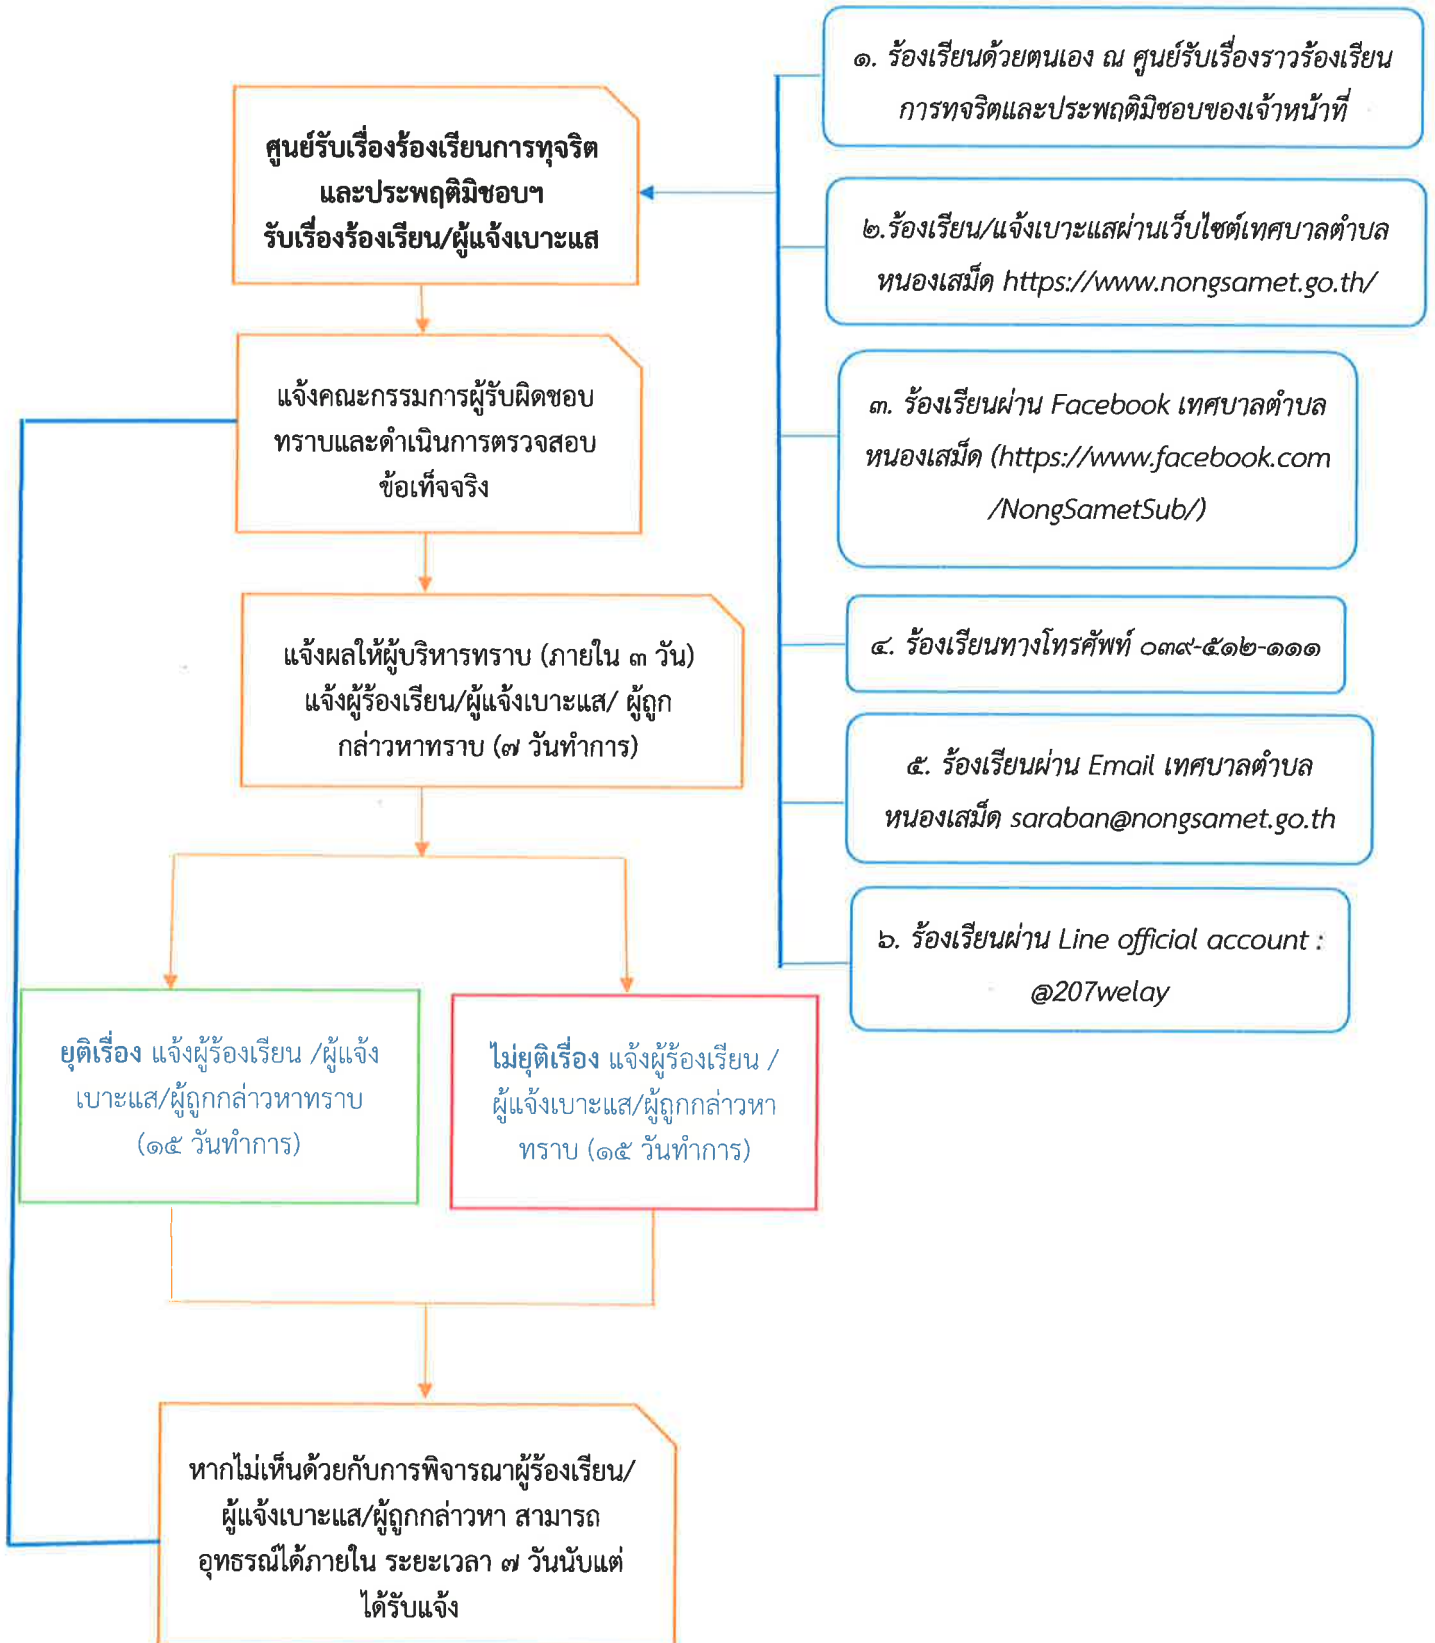 ศูนย์รับเรื่องร้องเรียนการทุจริต
และประพฤติมิชอบฯ
รับเรื่องร้องเรียน/ผู้แจ้งเบาะแส
แจ้งคณะกรรมการผู้รับผิดชอบ
ทราบและดำเนินการตรวจสอบ
ข้อเท็จจริง
แจ้งผลให้ผู้บริหารทราบ (ภายใน ๓ วัน)
แจ้งผู้ร้องเรียน/ผู้แจ้งเบาะแส/ ผู้ถูก
กล่าวหาทราบ (๗ วันทำการ)
ยุติเรื่อง แจ้งผู้ร้องเรียน /ผู้แจ้ง
เบาะแส/ผู้ถูกกล่าวหาทราบ
(๑๕ วันทำการ)
ไม่ยุติเรื่อง แจ้งผู้ร้องเรียน /
ผู้แจ้งเบาะแส/ผู้ถูกกล่าวหา
ทราบ (๑๕ วันทำการ)
หากไม่เห็นด้วยกับการพิจารณาผู้ร้องเรียน/
ผู้แจ้งเบาะแส/ผู้ถูกกล่าวหา สามารถ
อุทธรณ์ได้ภายใน ระยะเวลา ๗ วันนับแต่
ได้รับแจ้ง
๑. ร้องเรียนด้วยตนเอง ณ ศูนย์รับเรื่องราวร้องเรียน
การทุจริตและประพฤติมิชอบของเจ้าหน้าที่
๒.ร้องเรียน/แจ้งเบาะแสผ่านเว็บไซต์เทศบาลตำบล
หนองเสม็ด https://www.nongsamet.go.th/
๓. ร้องเรียนผ่าน Facebook เทศบาลตำบล
หนองเสม็ด (https://www.facebook.com
/NongSametSub/)
๔. ร้องเรียนทางโทรศัพท์ ๐๓๙-๕๑๒-๑๑๑
๕. ร้องเรียนผ่าน Email เทศบาลตำบล
หนองเสม็ด saraban@nongsamet.go.th
๖. ร้องเรียนผ่าน Line official account :
@207welay